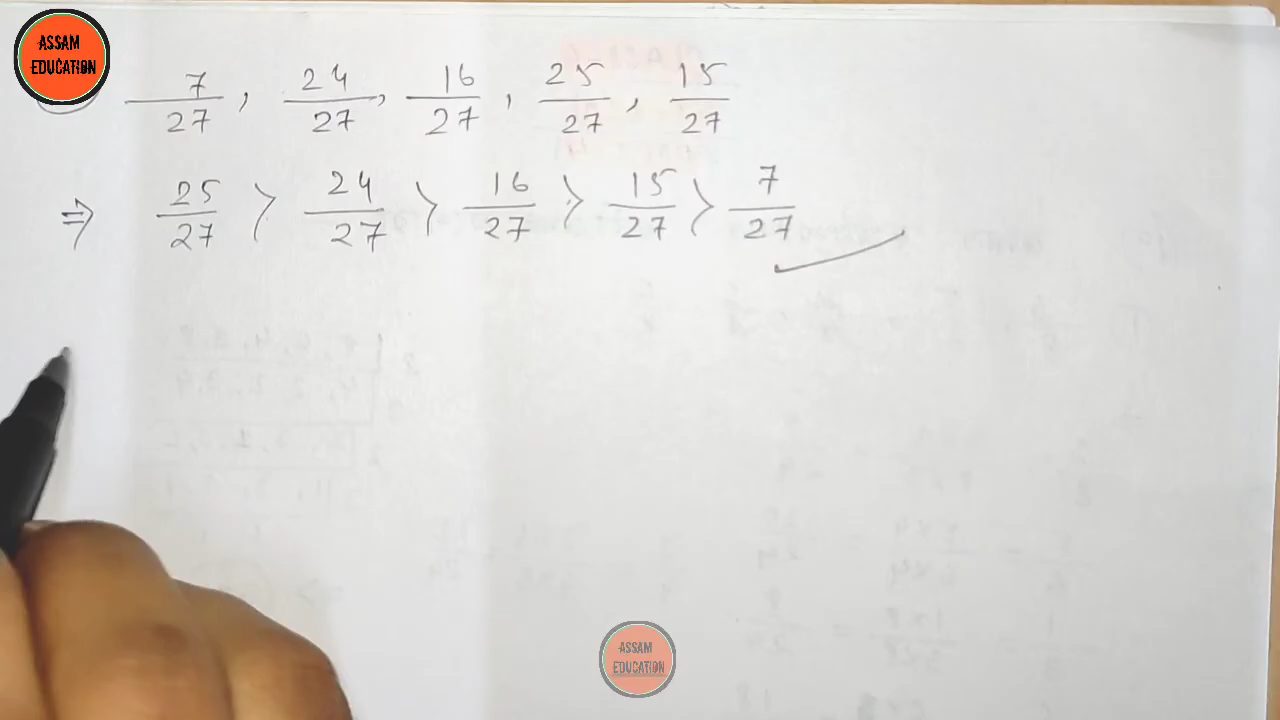 ASSAM
EDUCATION
7/27, 24/27, 16/27, 25/27, 15/27
⇒ 25/27 > 24/27 > 16/27 > 15/27 > 7/27
ASSAM
EDUCATION